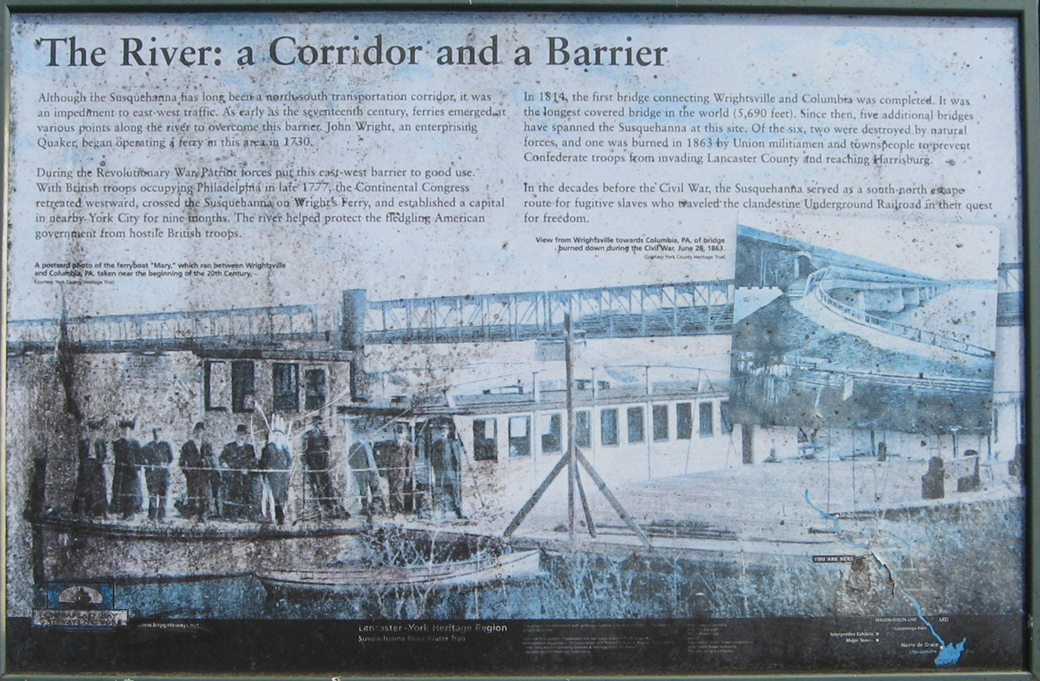 The River: a Corridor and a Barrier
Although the Susquehanna has long been a north-south transportation corridor, it was
an impediment to east-west traffic. As early as the seventeenth century, ferries emerged at
various points along the river to overcome this barrier. John Wright, an enterprising
Quaker, began operating a ferry in this area in 1730.
During the Revolutionary War, Patriot forces put this east-west barrier to good use.
With British troops occupying Philadelphia in late 1777, the Continental Congress
retreated westward, crossed the Susquehanna on Wright's Ferry, and established a capital
in nearby York City for nine months. The river helped protect the fledgling American
government from hostile British troops.
A postcard photo of the ferryboat "Mary," which ran between Wrightsville
and Columbia, PA, taken near the beginning of the 20th Century.
Courtesy York County Heritage Trust
In 1814, the first bridge connecting Wrightsville and Columbia was completed. It was
the longest covered bridge in the world (5,690 feet). Since then, five additional bridges
have spanned the Susquehanna at this site. Of the six, two were destroyed by natural
forces, and one was burned in 1863 by Union militiamen and townspeople to prevent
Confederate troops from invading Lancaster County and reaching Harrisburg.
In the decades before the Civil War, the Susquehanna served as a south-north escape
route for fugitive slaves who traveled the clandestine Underground Railroad in their quest
for freedom.
View from Wrightsville towards Columbia, PA, of bridge
burned down during the Civil War, June 28, 1863.
Courtesy York County Heritage Trust
Middletown
YOU ARE HERE
MASON-DIXON LINE
MD
Interpretive Exhibits
Major Towns
Havre de Grace
Chesapeake
www.keygateways.net
Lancaster-York Heritage Region
Susquehanna River Water Trail